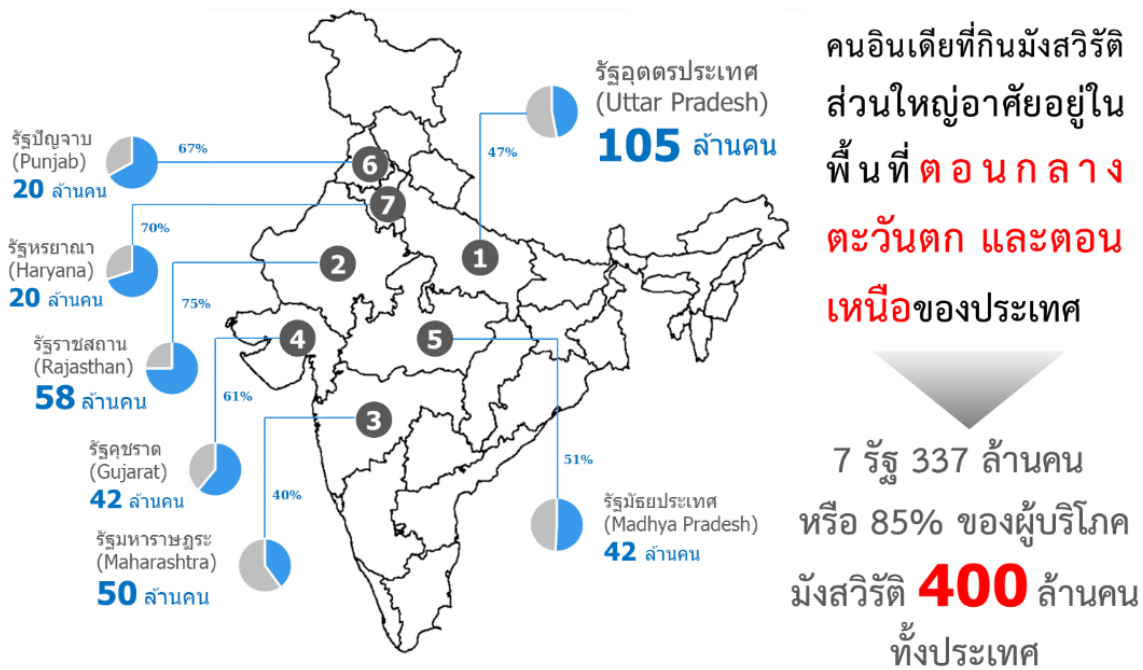 รัฐอุตตรประเทศ
(Uttar Pradesh)
105 ล้านคน
47%
รัฐปัญจาบ
(Punjab)
20 ล้านคน
67%
รัฐหรยาณา
(Haryana)
20 ล้านคน
70%
รัฐราชสถาน
(Rajasthan)
58 ล้านคน
75%
รัฐคุชราต
(Gujarat)
42 ล้านคน
61%
รัฐมหาราษฏระ
(Maharashtra)
50 ล้านคน
40%
รัฐมัธยประเทศ
(Madhya Pradesh)
42 ล้านคน
51%
6
7
2
1
4
5
3
คนอินเดียที่กินมังสวิรัติ
ส่วนใหญ่อาศัยอยู่ใน
พื้นที่ตอนกลาง
ตะวันตก และตอน
เหนือของประเทศ
7 รัฐ 337 ล้านคน
หรือ 85% ของผู้บริโภค
มังสวิรัติ 400 ล้านคน
ทั้งประเทศ